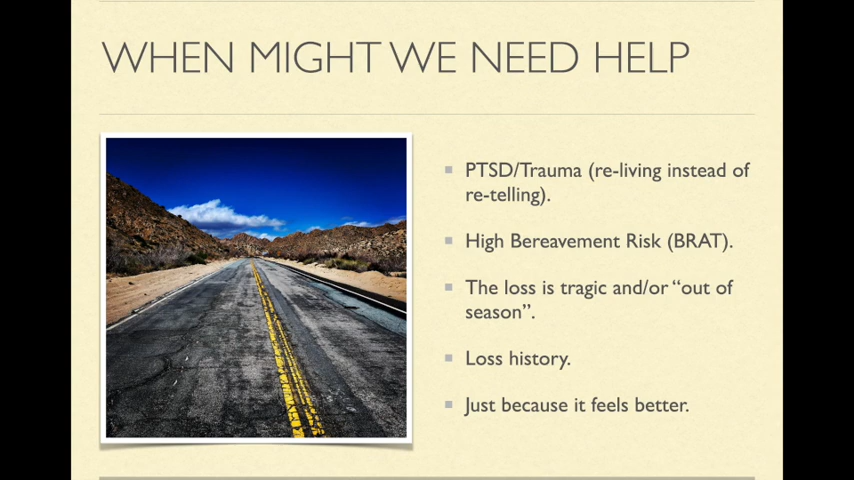 WHEN MIGHT WE NEED HELP
PTSD/Trauma (re-living instead of
re-telling).
High Bereavement Risk (BRAT).
The loss is tragic and/or “out of
season”.
Loss history.
Just because it feels better.